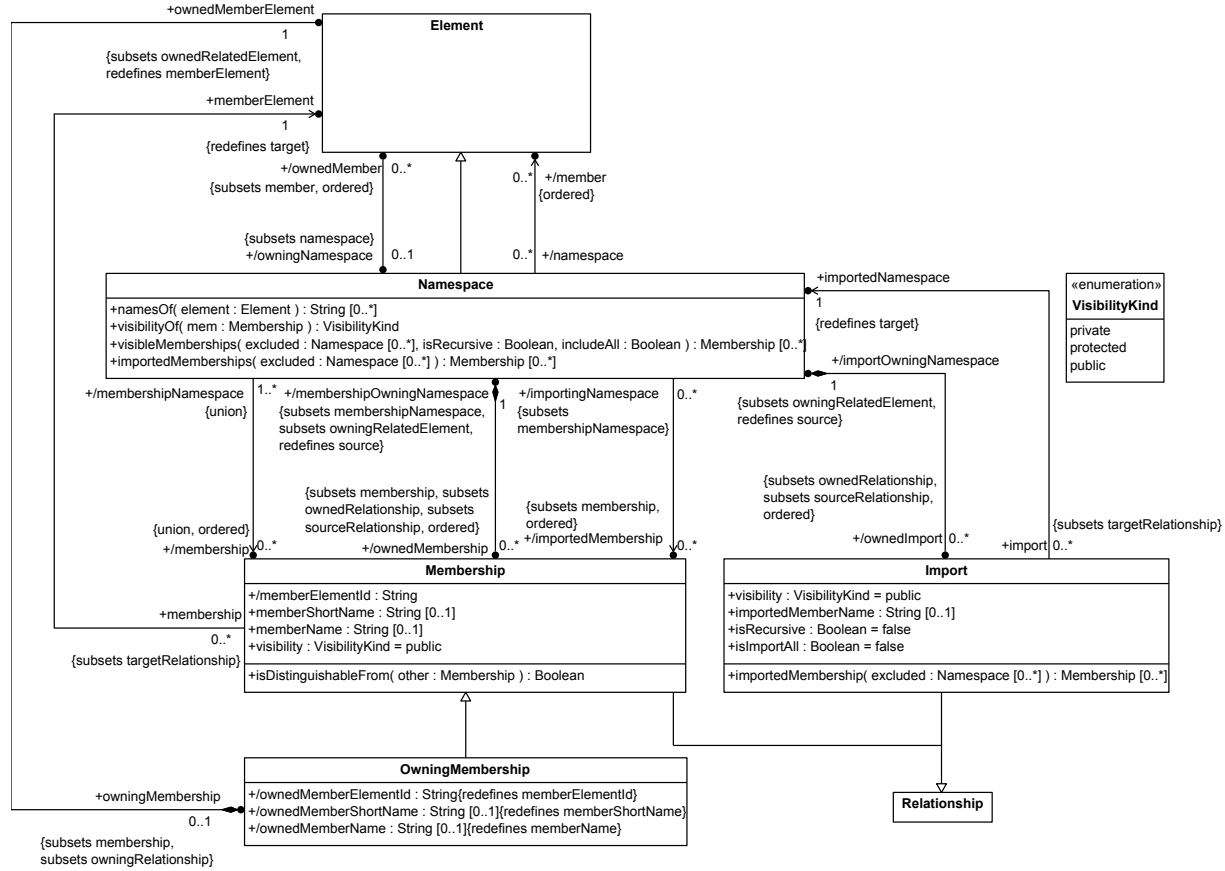 +ownedMemberElement
1
{subsets ownedRelatedElement,
redefines memberElement}
Element
+memberElement
1
{redefines target}
+/ownedMember 0..*
{subsets member, ordered}
0..* +/member
{ordered}
{subsets namespace}
+/owningNamespace 0..1
0..* +/namespace
Namespace
+namesOf( element : Element ) : String [0..*]
+visibilityOf( mem : Membership ) : VisibilityKind
+visibleMemberships( excluded : Namespace [0..*], isRecursive : Boolean, includeAll : Boolean ) : Membership [0..*]
+importedMemberships( excluded : Namespace [0..*] ) : Membership [0..*]
+importedNamespace
1
{redefines target}
«enumeration»
VisibilityKind
private
protected
public
+/importOwningNamespace
1
{subsets owningRelatedElement,
redefines source}
+/membershipNamespace 1..*
{union}
+/membershipOwningNamespace
1
{subsets membershipNamespace,
subsets owningRelatedElement,
redefines source}
+/importingNamespace 0..*
{subsets
membershipNamespace}
{union, ordered}
+/membership 0..*
{subsets membership, subsets
ownedRelationship, subsets
sourceRelationship, ordered}
+/ownedMembership 0..*
{subsets membership,
ordered}
+/importedMembership 0..*
{subsets ownedRelationship,
subsets sourceRelationship,
ordered}
+/ownedImport 0..*
{subsets targetRelationship}
+import 0..*
Membership
+/memberElementId : String
+memberShortName : String [0..1]
+memberName : String [0..1]
+visibility : VisibilityKind = public
+isDistinguishableFrom( other : Membership ) : Boolean
+membership
0..*
{subsets targetRelationship}
Import
+visibility : VisibilityKind = public
+importedMemberName : String [0..1]
+isRecursive : Boolean = false
+isImportAll : Boolean = false
+importedMembership( excluded : Namespace [0..*] ) : Membership [0..*]
OwningMembership
+/ownedMemberElementId : String{redefines memberElementId}
+/ownedMemberShortName : String [0..1]{redefines memberShortName}
+/ownedMemberName : String [0..1]{redefines memberName}
+owningMembership
0..1
{subsets membership,
subsets owningRelationship}
Relationship